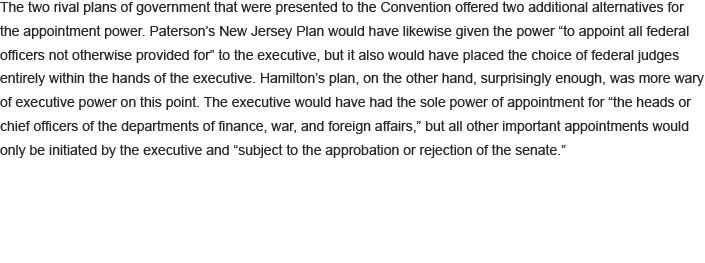 The two rival plans of government that were presented to the Convention offered two additional alternatives for
the appointment power. Paterson’s New Jersey Plan would have likewise given the power “to appoint all federal
officers not otherwise provided for” to the executive, but it also would have placed the choice of federal judges
entirely within the hands of the executive. Hamilton’s plan, on the other hand, surprisingly enough, was more wary
of executive power on this point. The executive would have had the sole power of appointment for “the heads or
chief officers of the departments of finance, war, and foreign affairs,” but all other important appointments would
only be initiated by the executive and “subject to the approbation or rejection of the senate.”